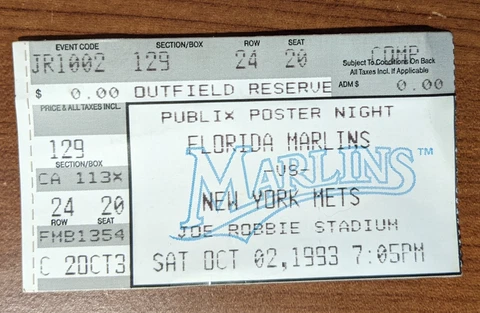 EVENT CODE SECTION/BOX ROW SEAT
JR1002 129 24 20 COMP
Subject To Conditions On Back
All Taxes Incl. if Applicable
$ 0.00 OUTFIELD RESERVE ADM $ 0.00
PRICE & ALL TAXES INCL.
129
SECTION/BOX
CA 113X
24 20
ROW SEAT
FMB1354
C 2OCT3
PUBLIX POSTER NIGHT
FLORIDA MARLINS
MARLINS™
-VS-
NEW YORK METS
JOE ROBBIE STADIUM
SAT OCT 02,1993 7:05PM